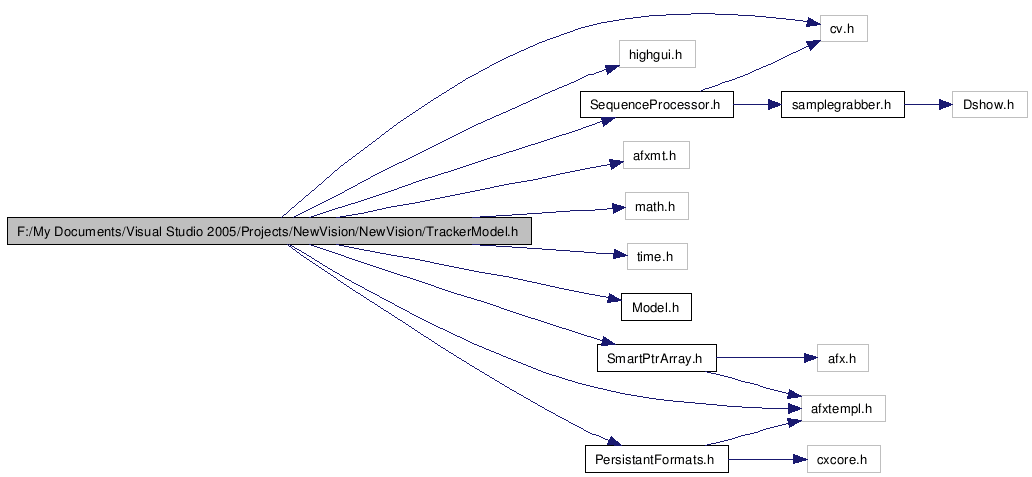 cv.h
highgui.h
SequenceProcessor.h
samplegrabber.h
Dshow.h
afxmt.h
math.h
F:/My Documents/Visual Studio 2005/Projects/NewVision/NewVision/TrackerModel.h
time.h
Model.h
SmartPtrArray.h
afx.h
afxtempl.h
PersistantFormats.h
cxcore.h